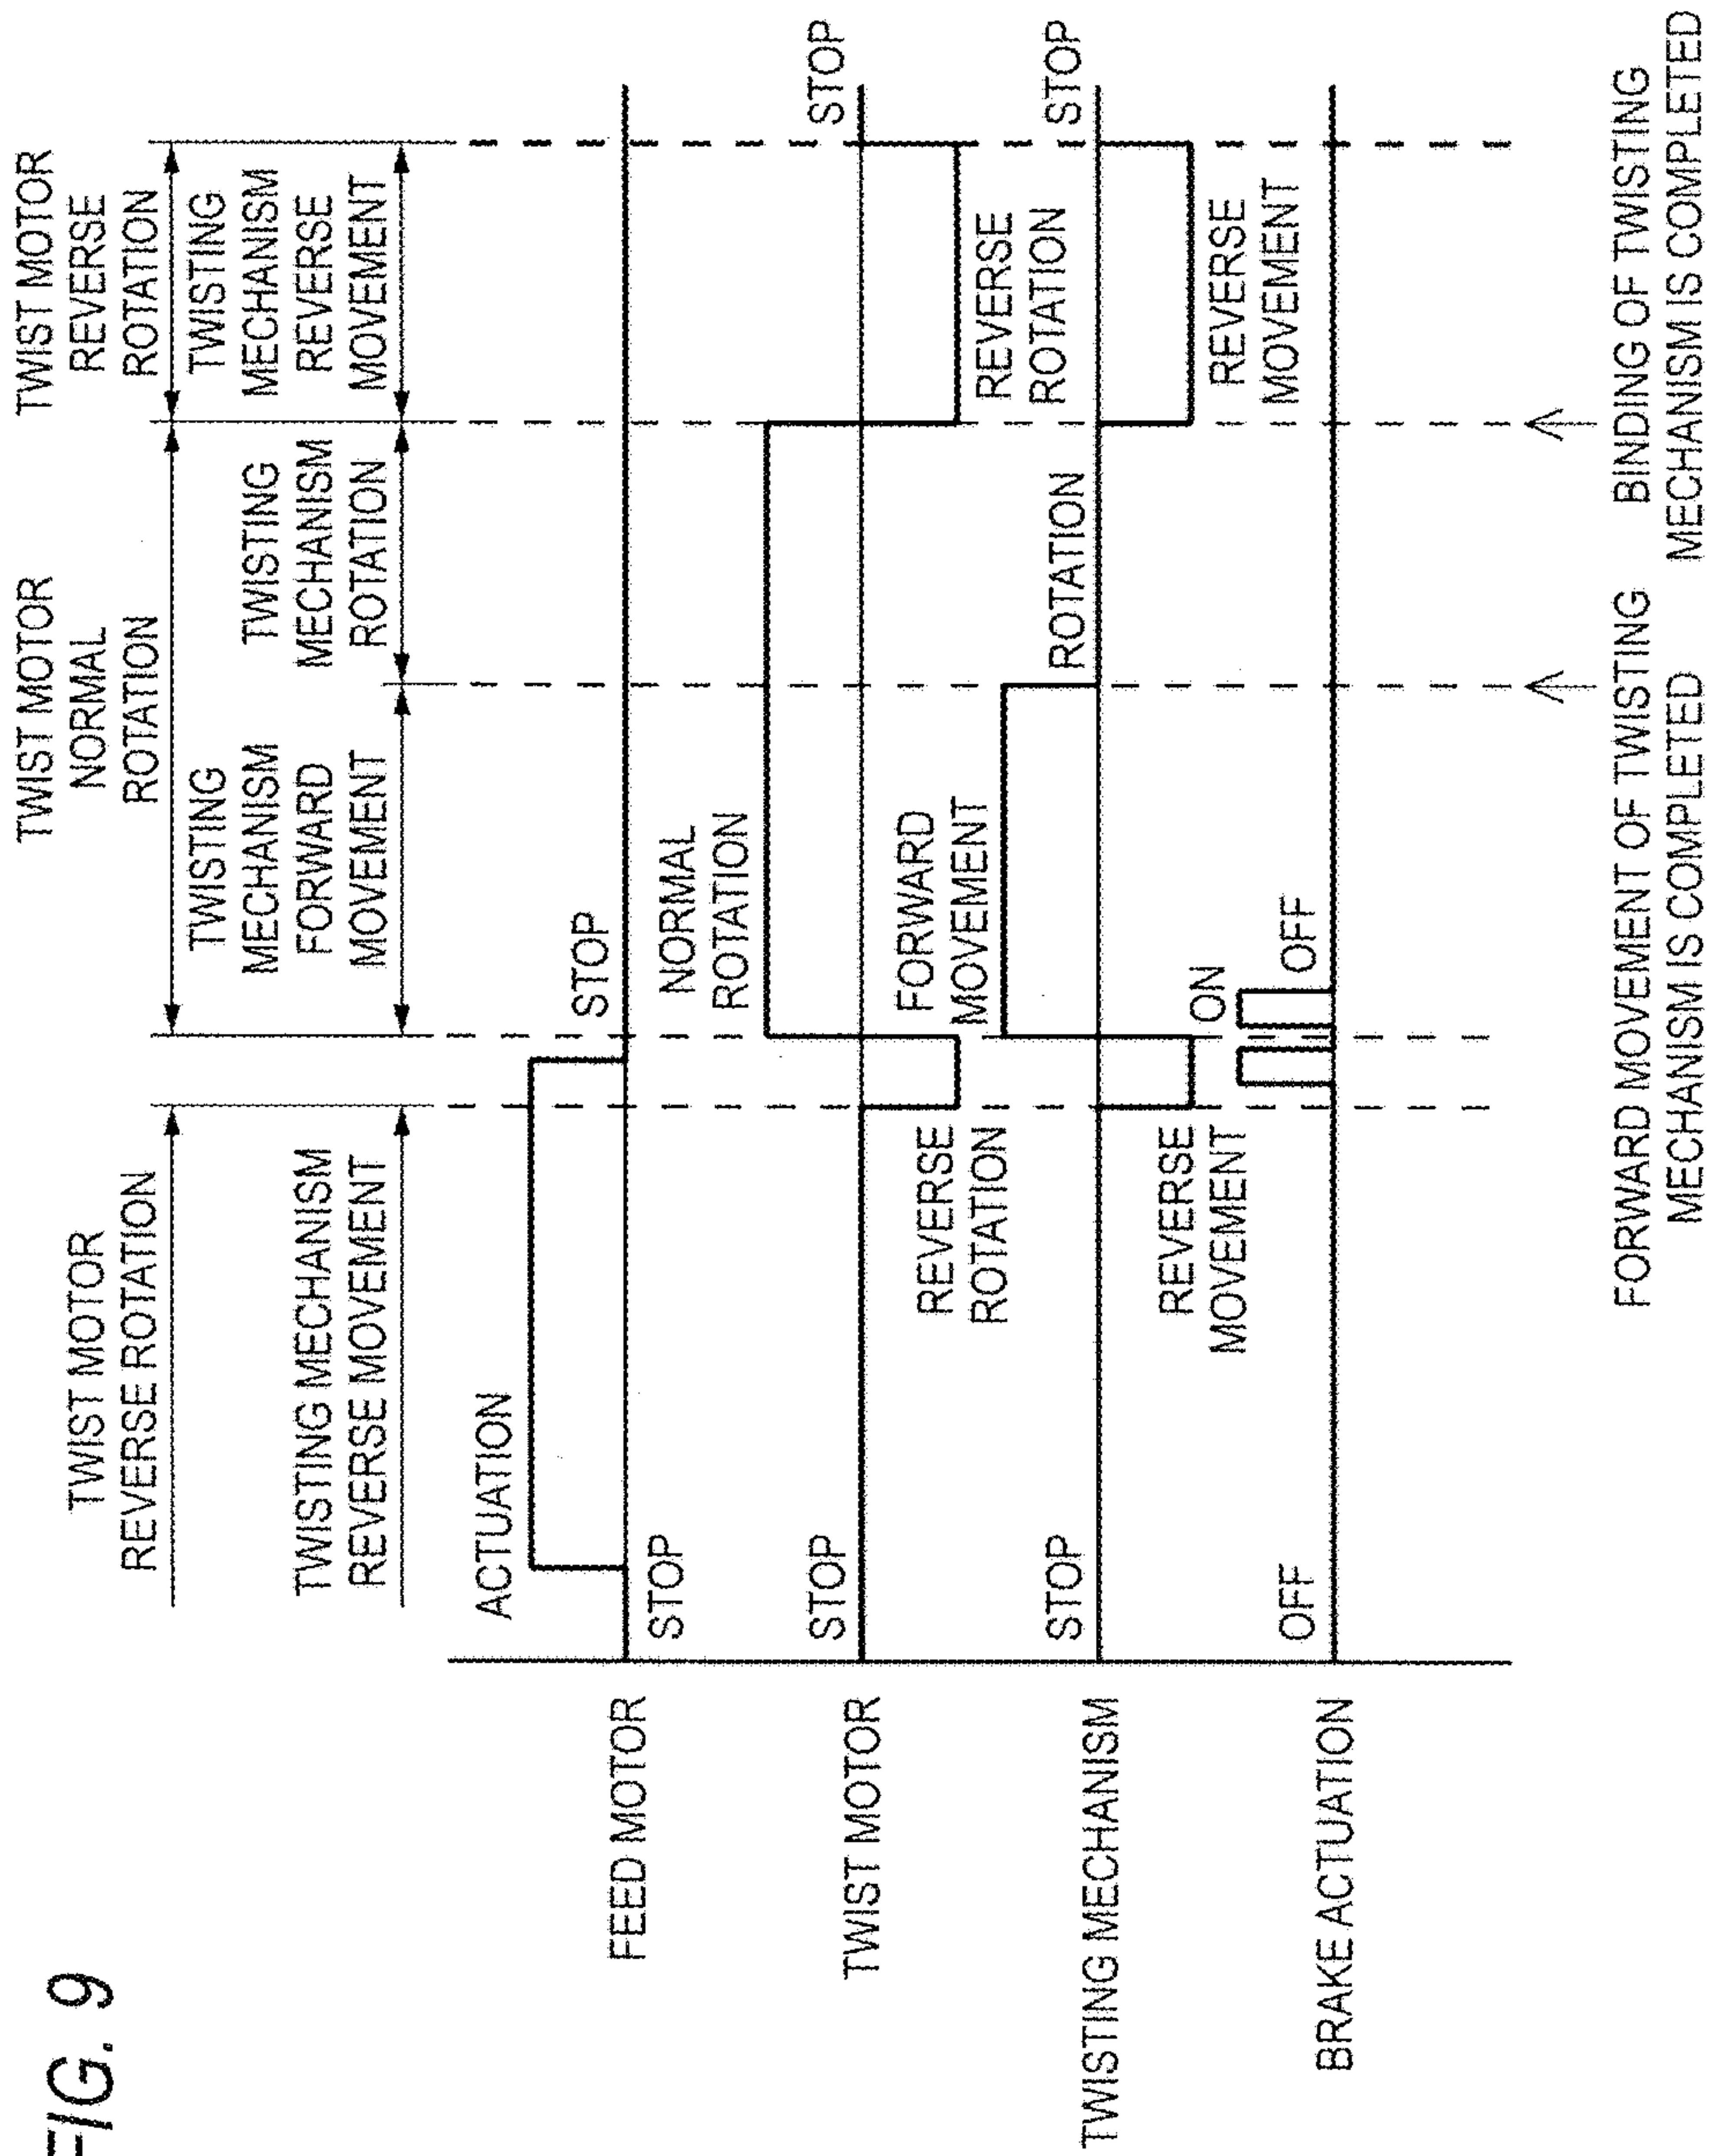 FIG. 9
TWIST MOTOR
REVERSE ROTATION
TWISTING MECHANISM
REVERSE MOVEMENT
TWIST MOTOR
NORMAL
ROTATION
TWISTING
MECHANISM
FORWARD
MOVEMENT
TWISTING
MECHANISM
ROTATION
TWIST MOTOR
REVERSE
ROTATION
TWISTING
MECHANISM
REVERSE
MOVEMENT
FEED MOTOR
STOP
ACTUATION
STOP
TWIST MOTOR
STOP
REVERSE
ROTATION
NORMAL
ROTATION
REVERSE
ROTATION
STOP
TWISTING MECHANISM
STOP
REVERSE
MOVEMENT
FORWARD
MOVEMENT
ROTATION
REVERSE
MOVEMENT
STOP
BRAKE ACTUATION
OFF
ON
OFF
FORWARD MOVEMENT OF TWISTING
MECHANISM IS COMPLETED
BINDING OF TWISTING
MECHANISM IS COMPLETED